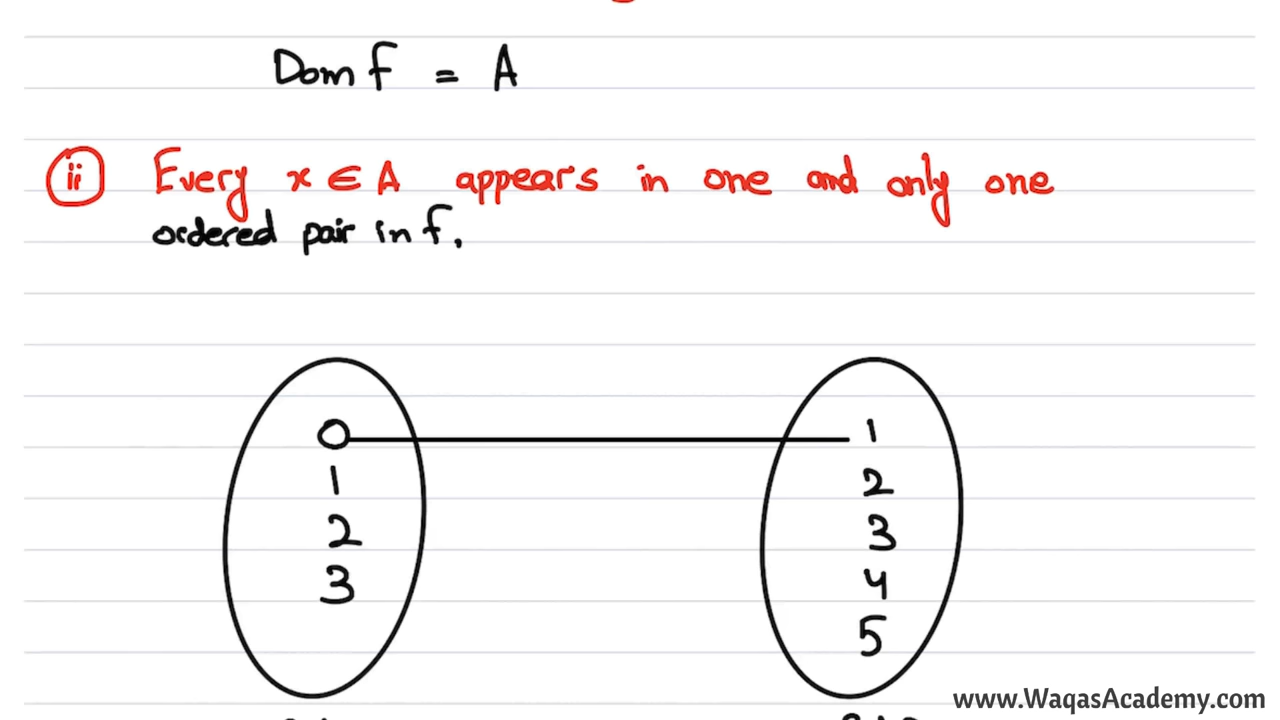 Dom f = A
ii Every x ∈ A appears in one and only one
ordered pair in f.
0 1
1 2
2 3
3 4
5
www.WaqasAcademy.com